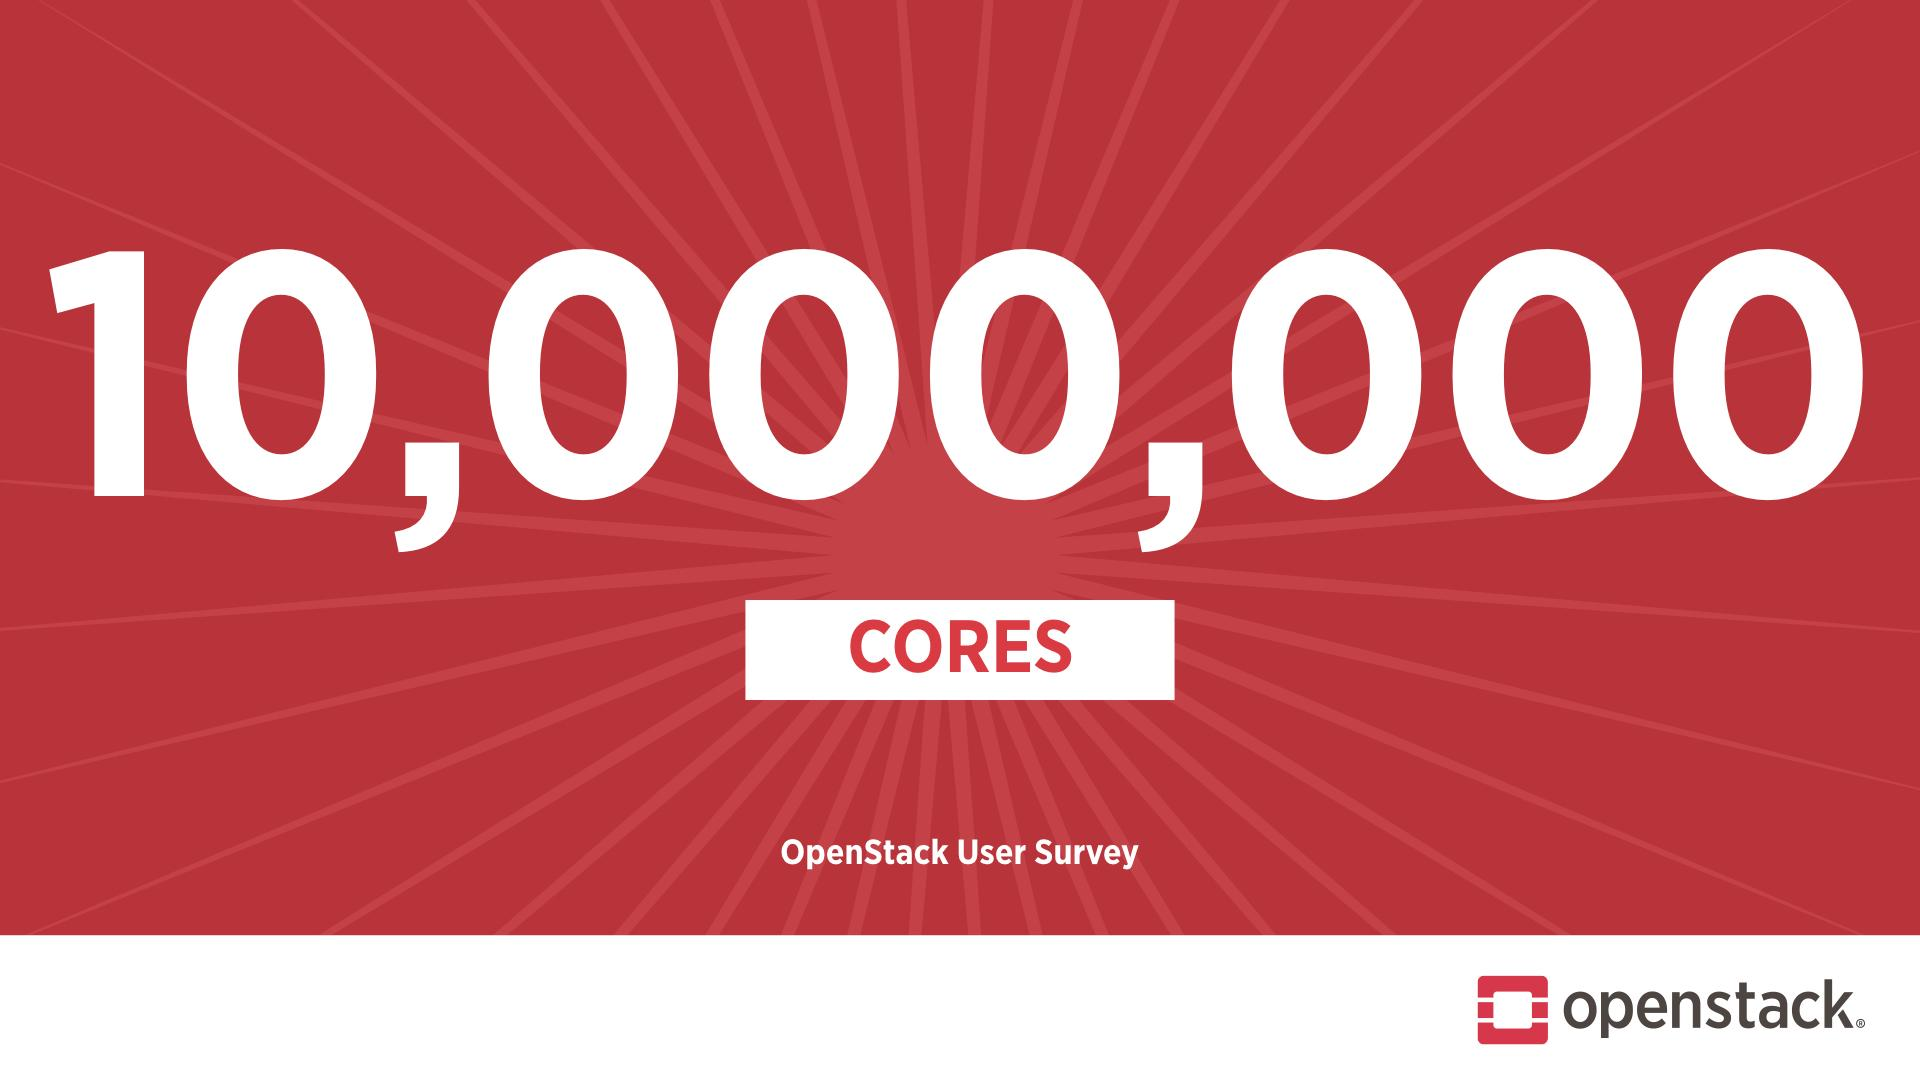 10,000,000
CORES
OpenStack User Survey
openstack®